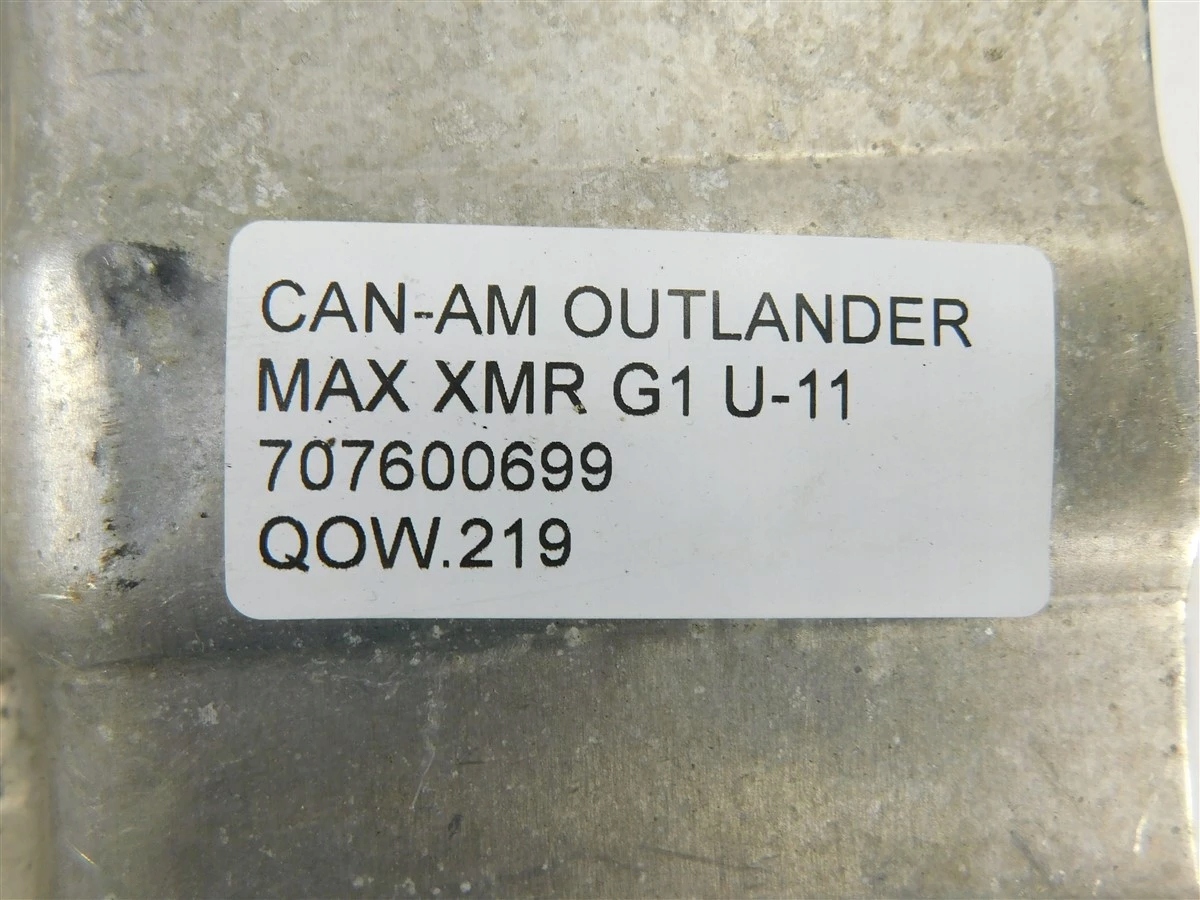 CAN-AM OUTLANDER
MAX XMR G1 U-11
707600699
QOW.219